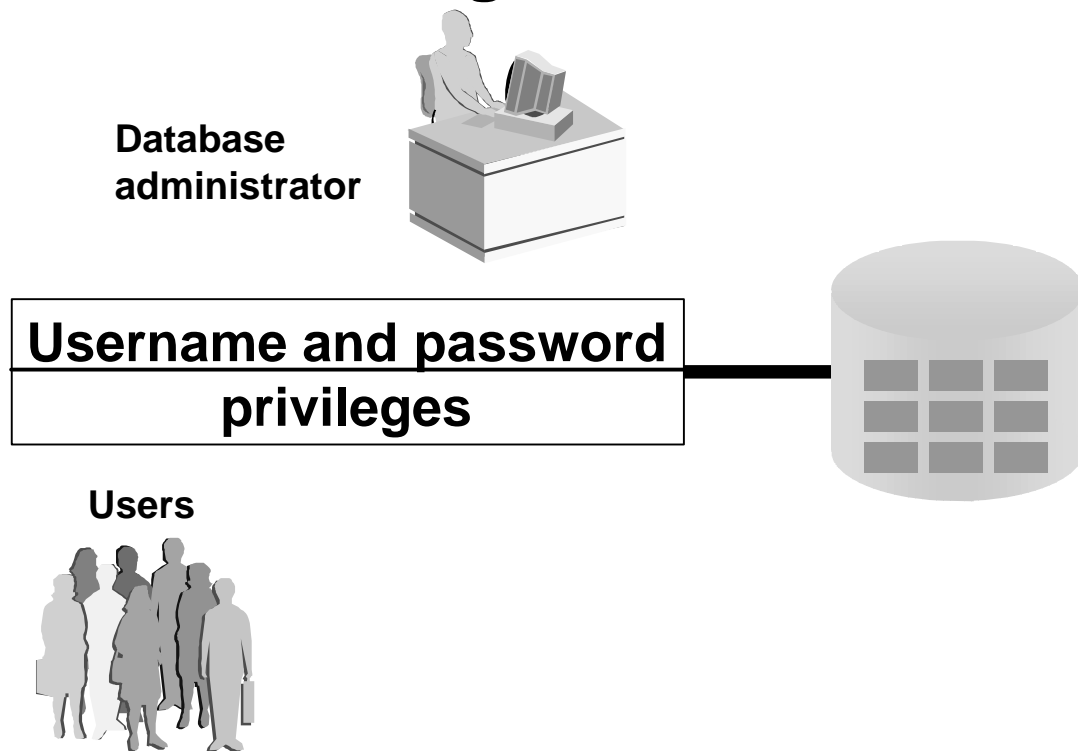 Database
administrator
Username and password
privileges
Users